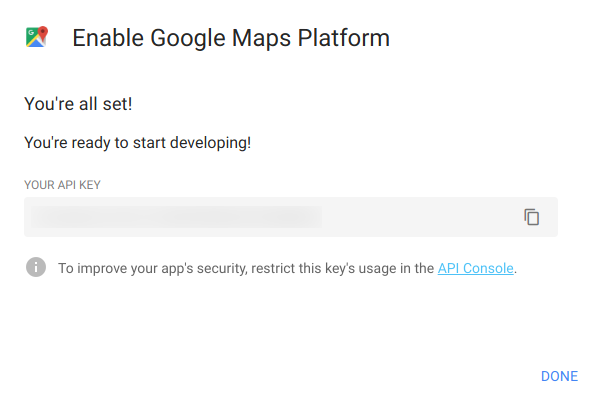 Enable Google Maps Platform
You're all set!
You're ready to start developing!
YOUR API KEY
To improve your app's security, restrict this key's usage in the API Console.
DONE